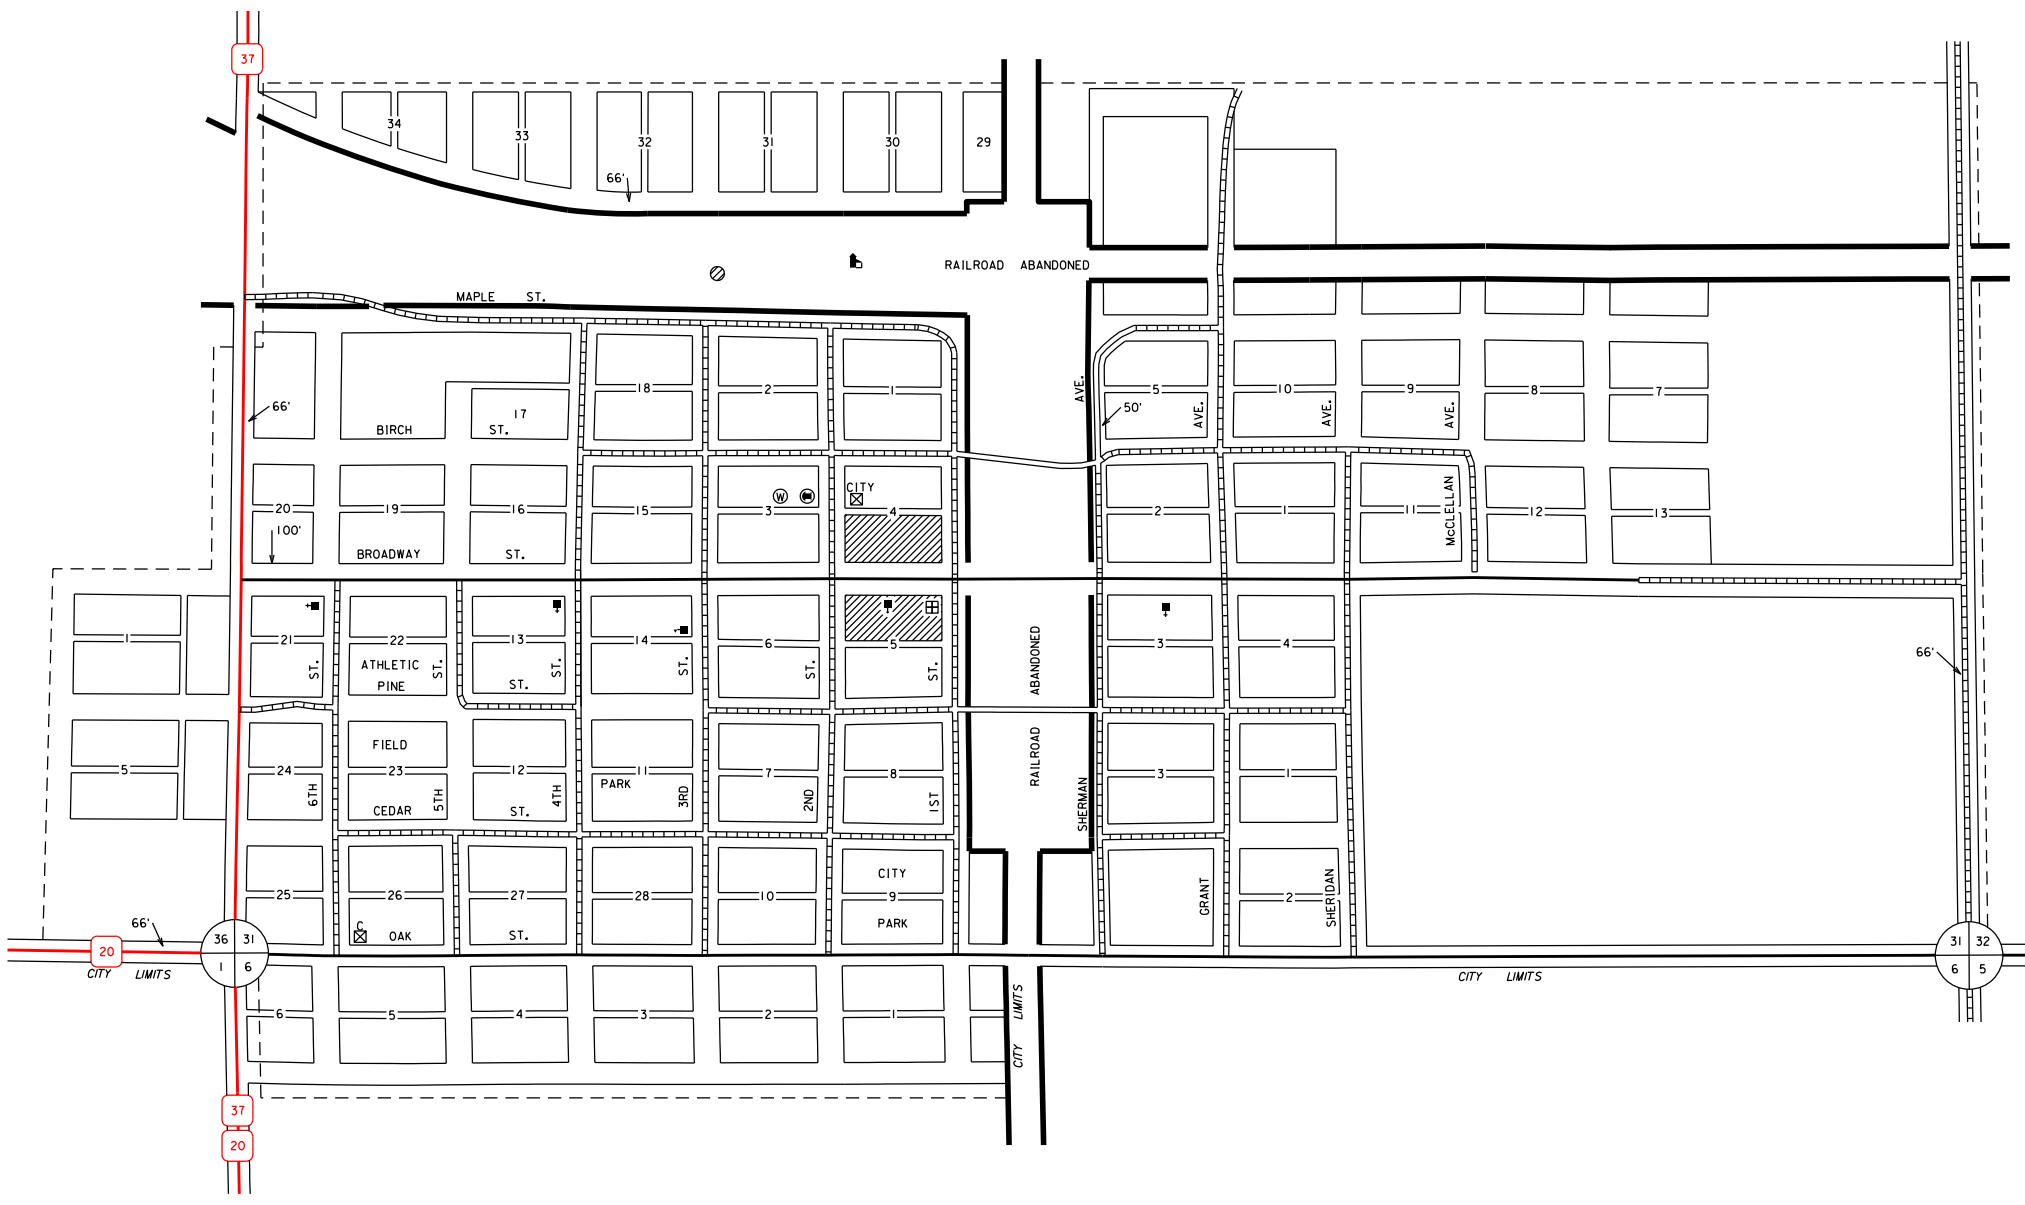 37
34
33
32
31
30
29
66'
RAILROAD ABANDONED
MAPLE ST.
18
2
1
AVE.
5
10
9
8
7
66'
17
50'
AVE.
AVE.
AVE.
BIRCH ST.
20
19
16
15
W
3
CITY
4
2
1
11
McCLELLAN
12
13
100'
BROADWAY ST.
1
21
22
13
14
6
5
3
4
ABANDONED
66'
ST.
ATHLETIC
ST.
ST.
ST.
ST.
ST.
PINE ST.
5
24
FIELD
23
12
11
7
8
RAILROAD
3
1
PARK
6TH
5TH
4TH
3RD
2ND
1ST
SHERMAN
CEDAR ST.
25
26
27
28
10
CITY
9
PARK
GRANT
2
SHERIDAN
66'
C
OAK ST.
36 31
1 6
20
CITY LIMITS
31 32
6 5
CITY LIMITS
6
5
4
3
2
1
CITY LIMITS
37
20